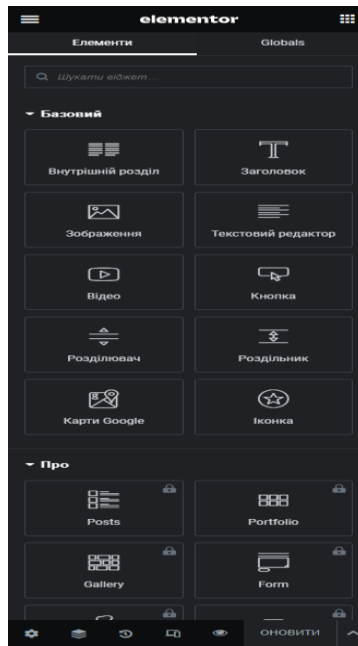 elementor
Елементи Globals
Шукати віджет...
Базовий
Внутрішній розділ Заголовок
Зображення Текстовий редактор
Відео Кнопка
Розділювач Роздільник
Карти Google Іконка
Про
Posts Portfolio
Gallery Form
ОНОВИТИ